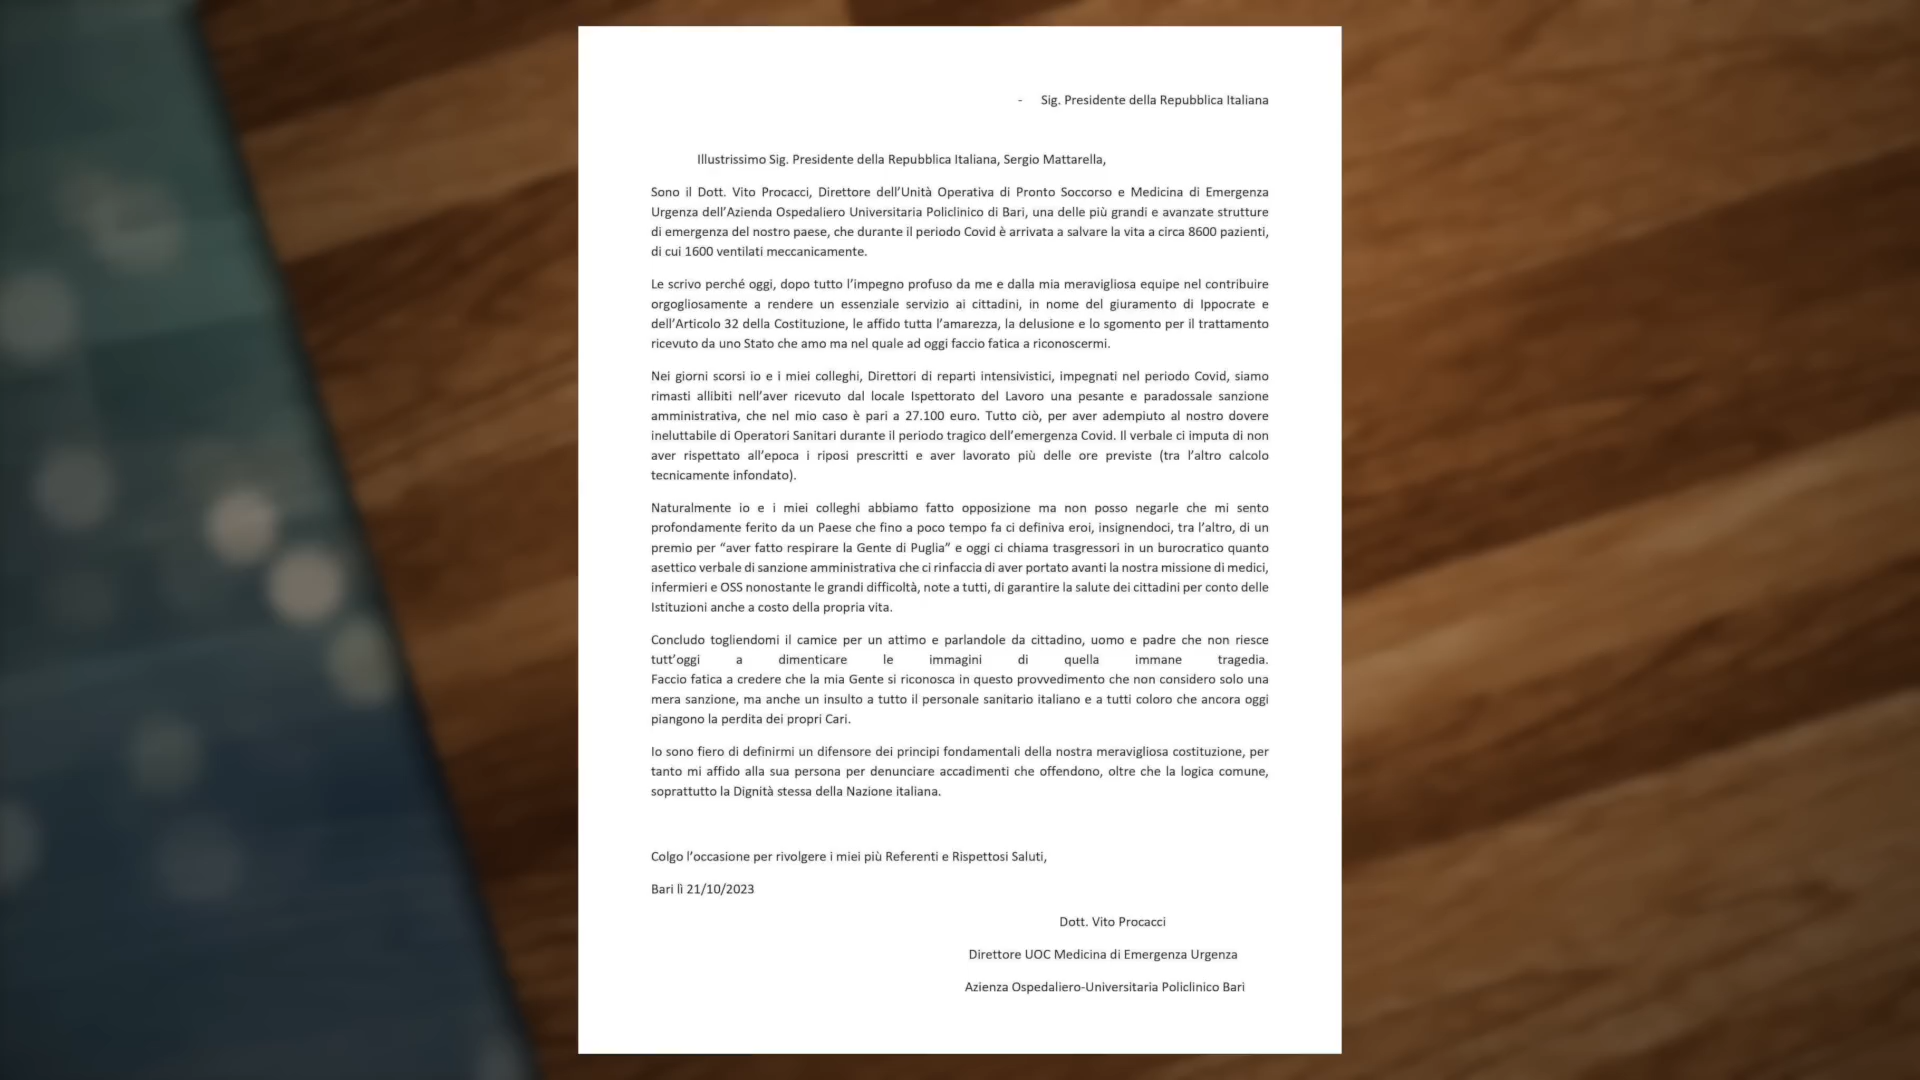 - Sig. Presidente della Repubblica Italiana
Illustrissimo Sig. Presidente della Repubblica Italiana, Sergio Mattarella,
Sono il Dott. Vito Procacci, Direttore dell'Unità Operativa di Pronto Soccorso e Medicina di Emergenza
Urgenza dell'Azienda Ospedaliero Universitaria Policlinico di Bari, una delle più grandi e avanzate strutture
di emergenza del nostro paese, che durante il periodo Covid è arrivata a salvare la vita a circa 8600 pazienti,
di cui 1600 ventilati meccanicamente.
Le scrivo perché oggi, dopo tutto l'impegno profuso da me e dalla mia meravigliosa equipe nel contribuire
orgogliosamente a rendere un essenziale servizio ai cittadini, in nome del giuramento di Ippocrate e
dell'Articolo 32 della Costituzione, le affido tutta l'amarezza, la delusione e lo sgomento per il trattamento
ricevuto da uno Stato che amo ma nel quale ad oggi faccio fatica a riconoscermi.
Nei giorni scorsi io e i miei colleghi, Direttori di reparti intensivistici, impegnati nel periodo Covid, siamo
rimasti allibiti nell'aver ricevuto dal locale Ispettorato del Lavoro una pesante e paradossale sanzione
amministrativa, che nel mio caso è pari a 27.100 euro. Tutto ciò, per aver adempiuto al nostro dovere
ineluttabile di Operatori Sanitari durante il periodo tragico dell'emergenza Covid. Il verbale ci imputa di non
aver rispettato all'epoca i riposi prescritti e aver lavorato più delle ore previste (tra l'altro calcolo
tecnicamente infondato).
Naturalmente io e i miei colleghi abbiamo fatto opposizione ma non posso negarle che mi sento
profondamente ferito da un Paese che fino a poco tempo fa ci definiva eroi, insignendoci, tra l'altro, di un
premio per “aver fatto respirare la Gente di Puglia” e oggi ci chiama trasgressori in un burocratico quanto
asettico verbale di sanzione amministrativa che ci rinfaccia di aver portato avanti la nostra missione di medici,
infermieri e OSS nonostante le grandi difficoltà, note a tutti, di garantire la salute dei cittadini per conto delle
Istituzioni anche a costo della propria vita.
Concludo togliendomi il camice per un attimo e parlandole da cittadino, uomo e padre che non riesce
tutt'oggi a dimenticare le immagini di quella immane tragedia.
Faccio fatica a credere che la mia Gente si riconosca in questo provvedimento che non considero solo una
mera sanzione, ma anche un insulto a tutto il personale sanitario italiano e a tutti coloro che ancora oggi
piangono la perdita dei propri Cari.
Io sono fiero di definirmi un difensore dei principi fondamentali della nostra meravigliosa costituzione, per
tanto mi affido alla sua persona per denunciare accadimenti che offendono, oltre che la logica comune,
soprattutto la Dignità stessa della Nazione italiana.
Colgo l'occasione per rivolgere i miei più Referenti e Rispettosi Saluti,
Bari lì 21/10/2023
Dott. Vito Procacci
Direttore UOC Medicina di Emergenza Urgenza
Azienza Ospedaliero-Universitaria Policlinico Bari